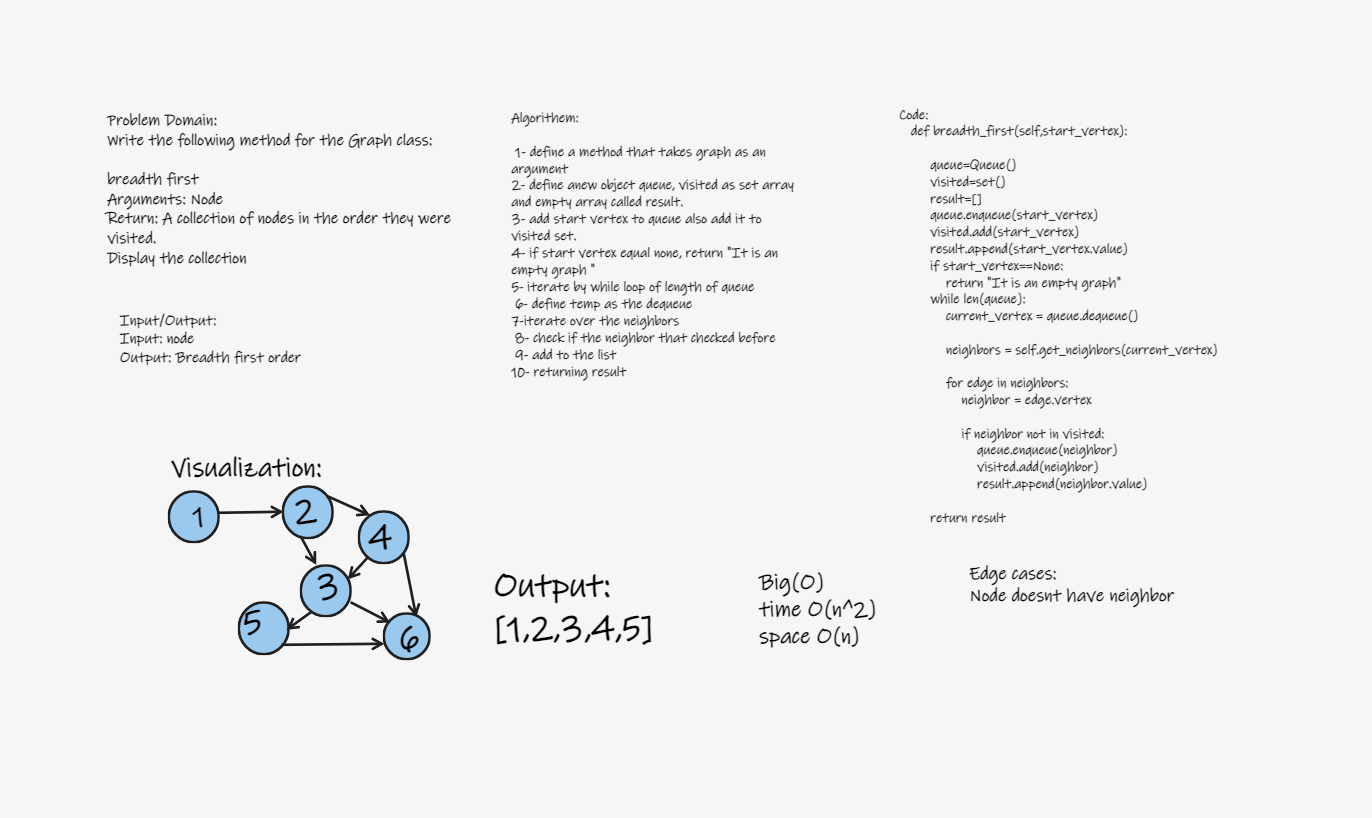 Problem Domain:
Write the following method for the Graph class:
breadth first
Arguments: Node
Return: A collection of nodes in the order they were
visited.
Display the collection
Input/Output:
Input: node
Output: Breadth first order
Algorithem:
1- define a method that takes graph as an
argument
2- define anew object queue, visited as set array
and empty array called result.
3- add start vertex to queue also add it to
visited set.
4- if start vertex equal none, return "It is an
empty graph "
5- iterate by while loop of length of queue
6- define temp as the dequeue
7-iterate over the neighbors
8- check if the neighbor that checked before
9- add to the list
10- returning result
Code:
def breadth_first(self,start_vertex):
queue=Queue()
visited=set()
result=[]
queue.enqueue(start_vertex)
visited.add(start_vertex)
result.append(start_vertex.value)
if start_vertex==None:
return "It is an empty graph"
while len(queue):
current_vertex = queue.dequeue()
neighbors = self.get_neighbors(current_vertex)
for edge in neighbors:
neighbor = edge.vertex
if neighbor not in visited:
queue.enqueue(neighbor)
visited.add(neighbor)
result.append(neighbor.value)
return result
Visualization:
1
2
4
3
5
6
Output:
[1,2,3,4,5]
Big(O)
time O(n^2)
space O(n)
Edge cases:
Node doesnt have neighbor